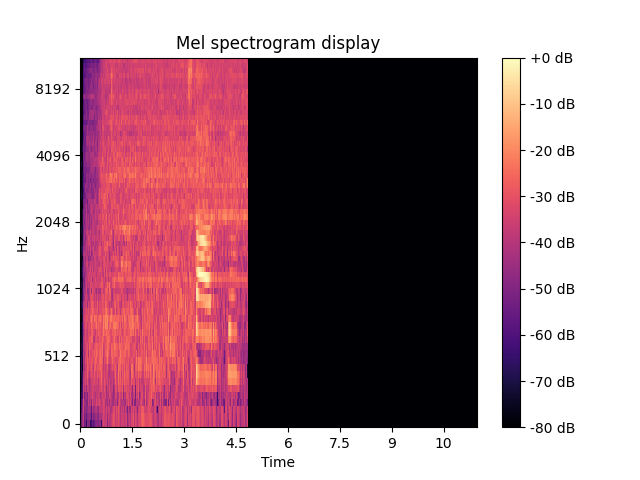 Mel spectrogram display
8192
4096
2048
1024
512
0
Hz
0 1.5 3 4.5 6 7.5 9 10
Time
+0 dB
-10 dB
-20 dB
-30 dB
-40 dB
-50 dB
-60 dB
-70 dB
-80 dB